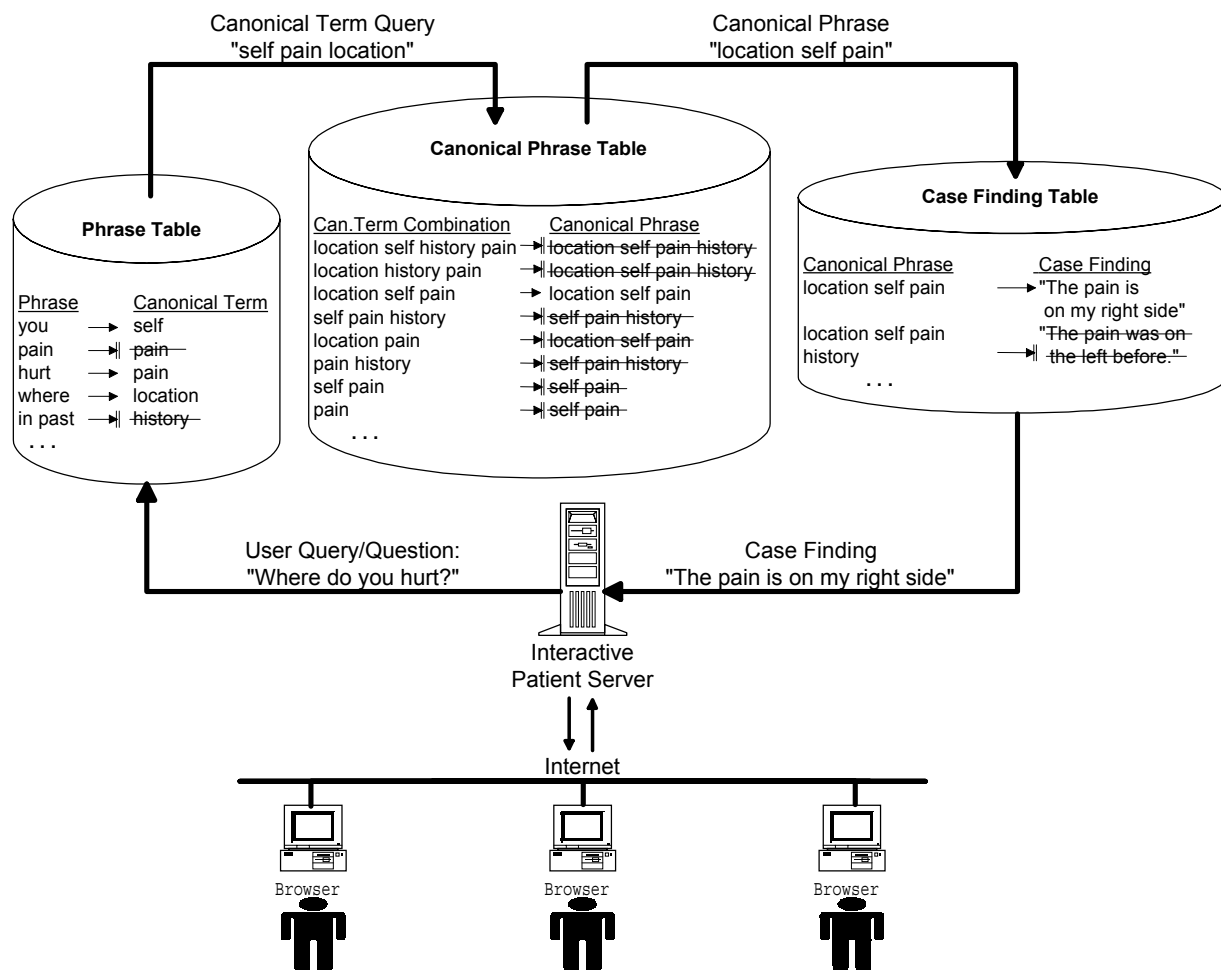 Canonical Term Query
"self pain location"
Canonical Phrase
"location self pain"
Phrase Table
Phrase Canonical Term
you self
pain pain
hurt pain
where location
in past history
. . .
Canonical Phrase Table
Can.Term Combination Canonical Phrase
location self history pain location self pain history
location history pain location self pain history
location self pain location self pain
self pain history self pain history
location pain location self pain
pain history self pain history
self pain self pain
pain self pain
. . .
Case Finding Table
Canonical Phrase Case Finding
location self pain "The pain is
on my right side"
location self pain "The pain was on
history the left before."
. . .
User Query/Question:
"Where do you hurt?"
Case Finding
"The pain is on my right side"
Interactive
Patient Server
Internet
Browser Browser Browser